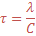 τ = λ/C